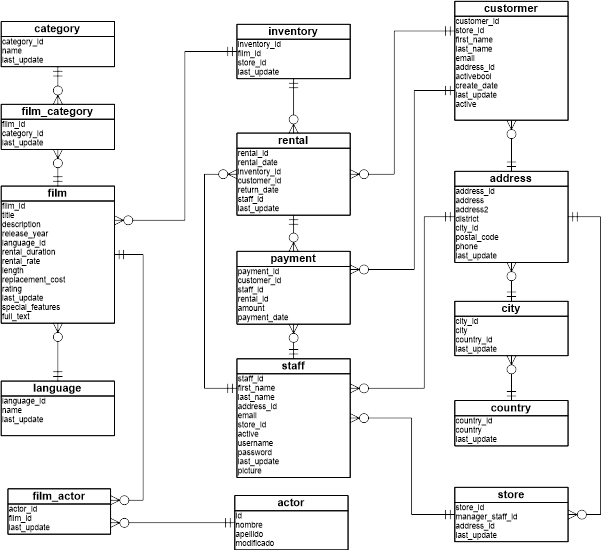 category
category_id
name
last_update
film_category
film_id
category_id
last_update
film
film_id
title
description
release_year
language_id
rental_duration
rental_rate
length
replacement_cost
rating
last_update
special_features
full_text
language
language_id
name
last_update
film_actor
actor_id
film_id
last_update
inventory
inventory_id
film_id
store_id
last_update
rental
rental_id
rental_date
inventory_id
customer_id
return_date
staff_id
last_update
payment
payment_id
customer_id
staff_id
rental_id
amount
payment_date
staff
staff_id
first_name
last_name
address_id
email
store_id
active
username
password
last_update
picture
actor
id
nombre
apellido
modificado
custormer
customer_id
store_id
first_name
last_name
email
address_id
activebool
create_date
last_update
active
address
address_id
address
address2
district
city_id
postal_code
phone
last_update
city
city_id
city
country_id
last_update
country
country_id
country
last_update
store
store_id
manager_staff_id
address_id
last_update